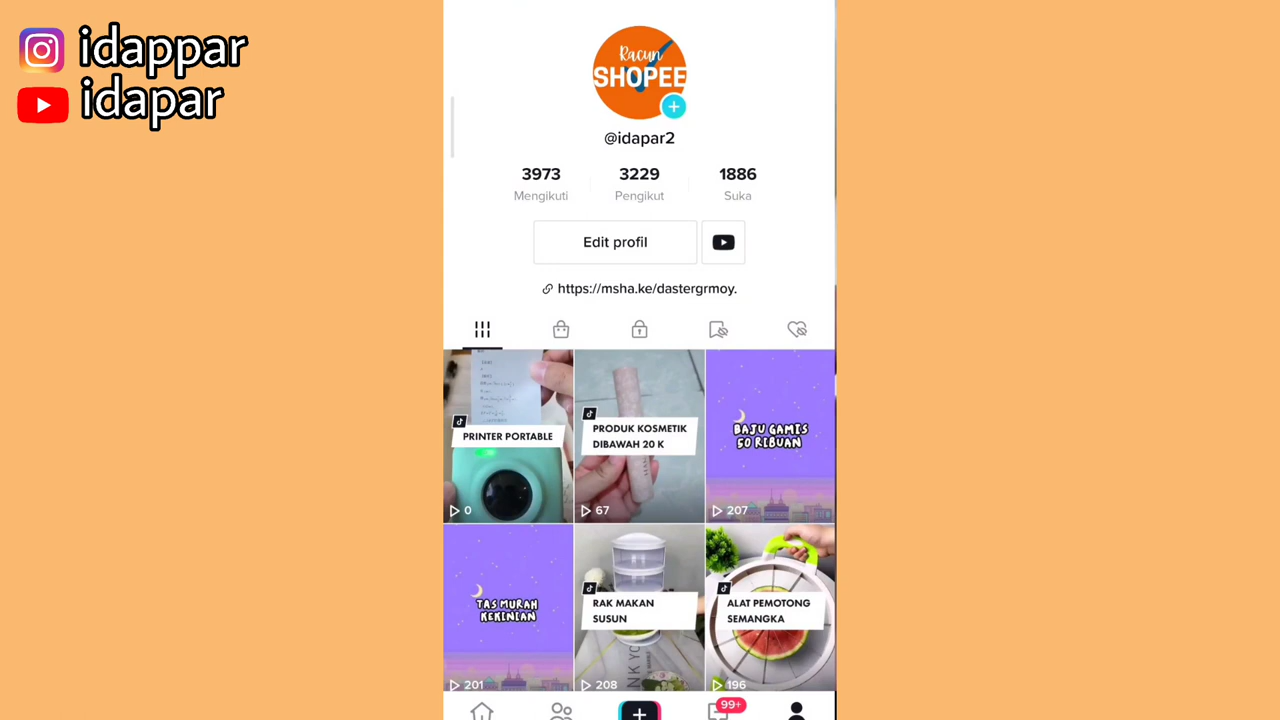 idappar
idapar
Racun
SHOPEE
@idapar2
3973
3229
1886
Mengikuti
Pengikut
Suka
Edit profil
https://msha.ke/dastergrmoy.
PRINTER PORTABLE
0
PRODUK KOSMETIK
DIBAWAH 20 K
67
BAJU GAMIS
50 REBUAN
207
TAS MURAH
KEKINIAN
201
RAK MAKAN
SUSUN
208
ALAT PEMOTONG
SEMANGKA
196
99+